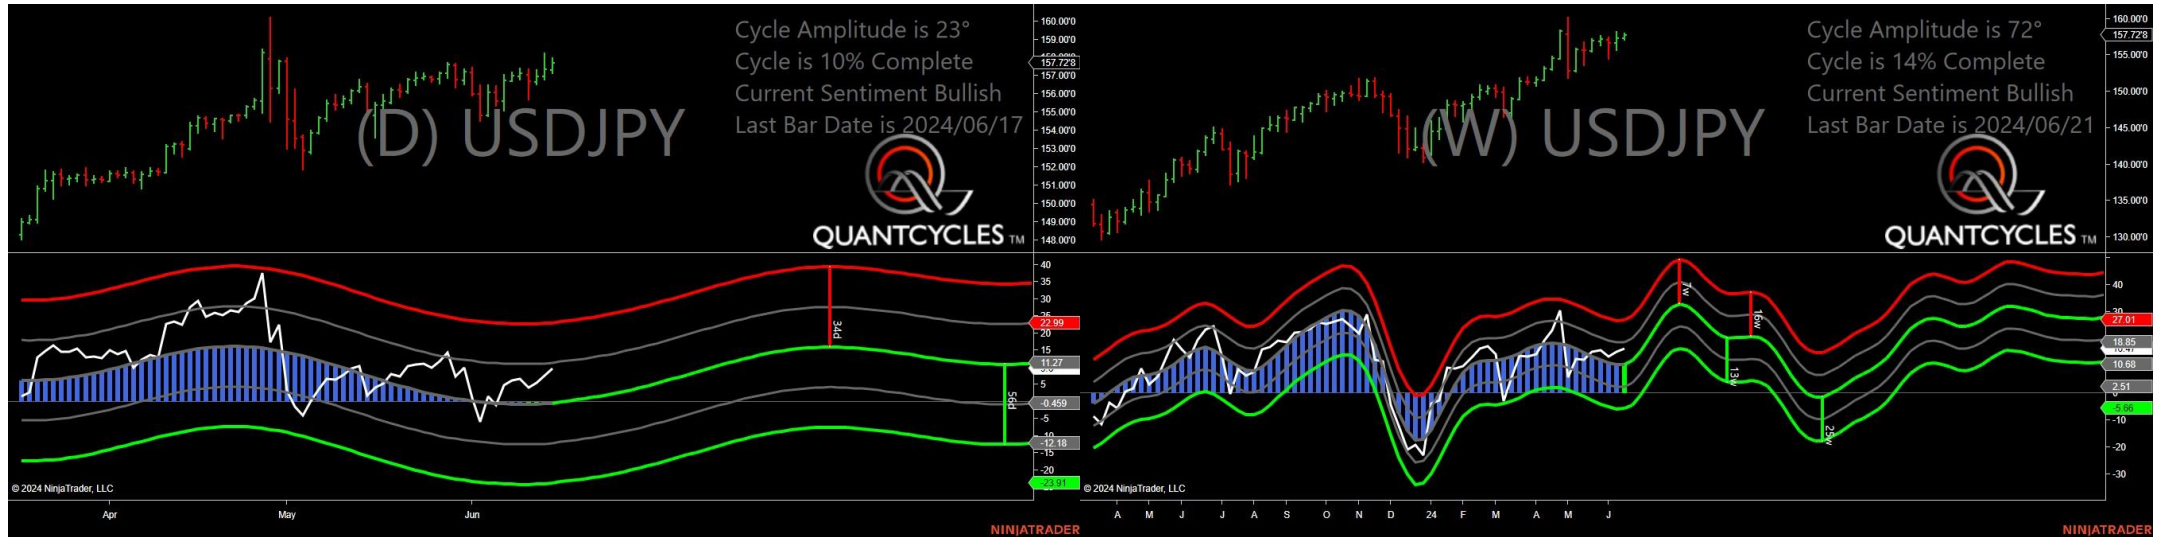 Cycle Amplitude is 23°
Cycle is 10% Complete
Current Sentiment Bullish
Last Bar Date is 2024/06/17
(D) USDJPY
QUANTCYCLES TM
160.00'0
159.00'0
157.72'8
157.00'0
156.00'0
155.00'0
154.00'0
153.00'0
152.00'0
151.00'0
150.00'0
149.00'0
148.00'0
40
35
30
25
22.99
20
15
11.27
5
-0.459
-5
-12.18
-15
-20
-23.91
34d
56d
© 2024 NinjaTrader, LLC
Apr May Jun
NINJATRADER
Cycle Amplitude is 72°
Cycle is 14% Complete
Current Sentiment Bullish
Last Bar Date is 2024/06/21
(W) USDJPY
QUANTCYCLES TM
160.00'0
157.72'8
155.00'0
150.00'0
145.00'0
140.00'0
135.00'0
130.00'0
40
30
27.01
18.85
10.68
2.51
0
-5.66
-10
-20
-30
7w
16w
13w
© 2024 NinjaTrader, LLC
A M J J A S O N D 24 F M A M J
NINJATRADER